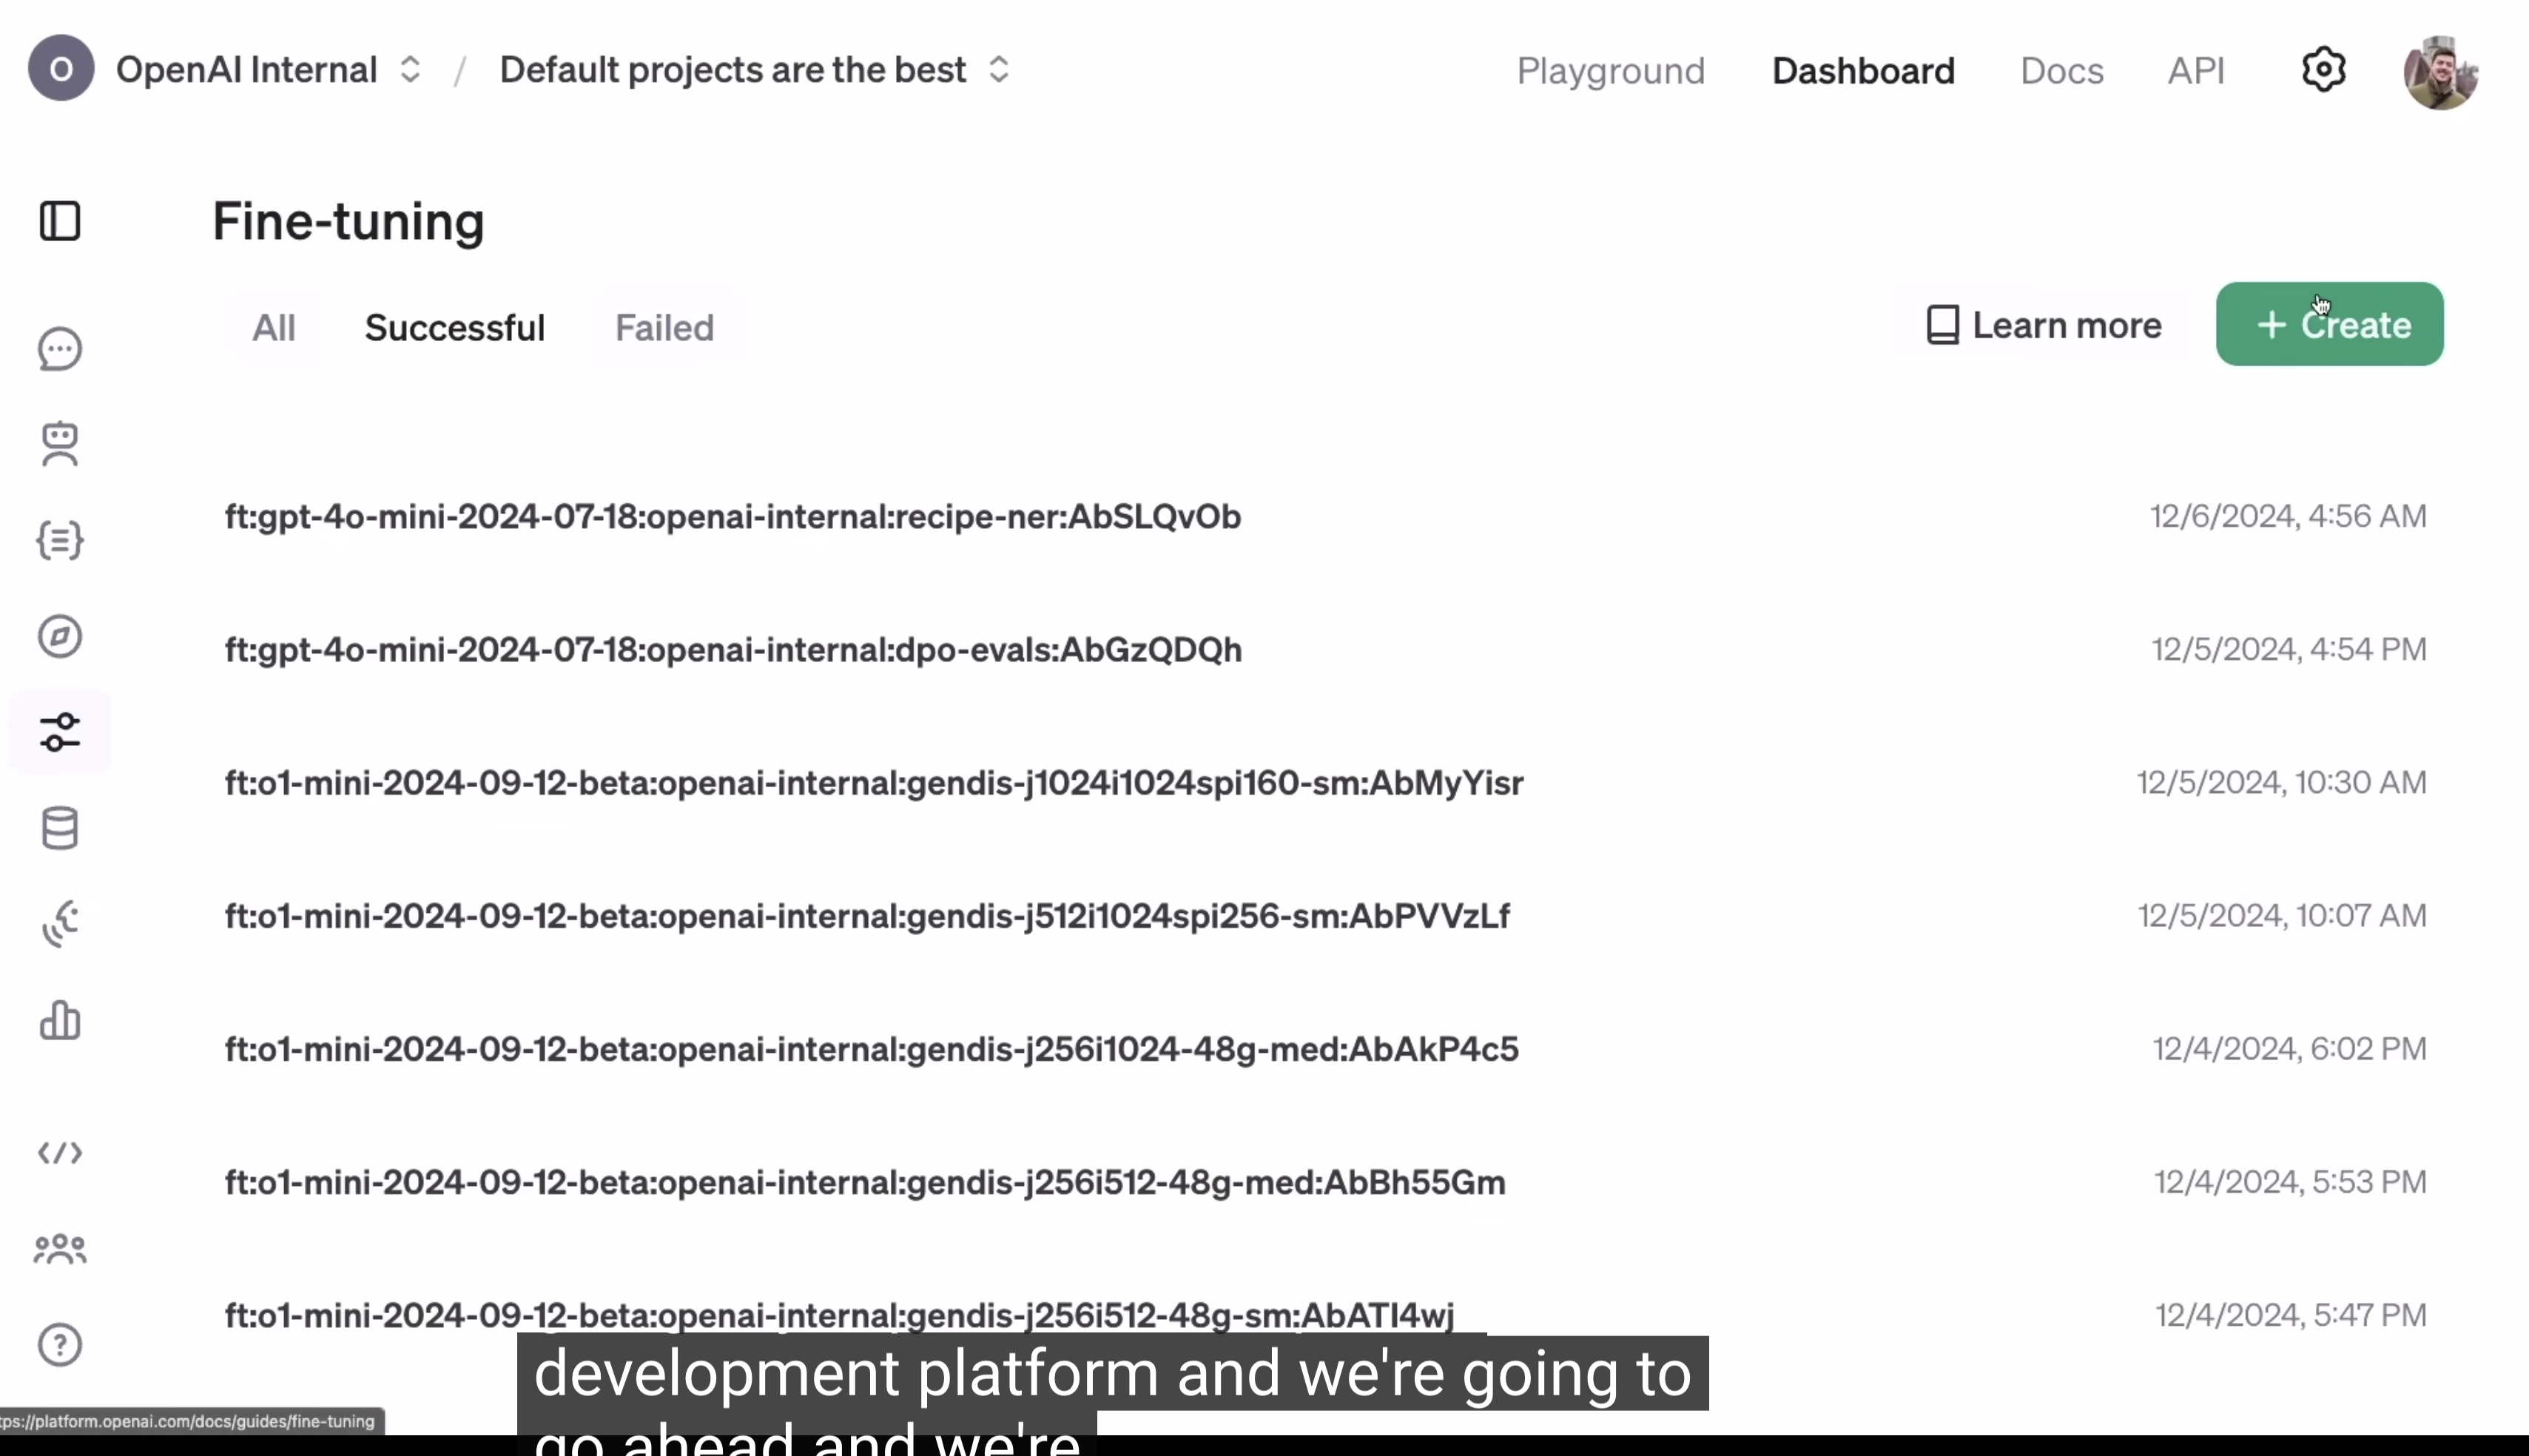 O OpenAI Internal / Default projects are the best Playground Dashboard Docs API
Fine-tuning
All Successful Failed Learn more + Create
ft:gpt-4o-mini-2024-07-18:openai-internal:recipe-ner:AbSLQvOb 12/6/2024, 4:56 AM
ft:gpt-4o-mini-2024-07-18:openai-internal:dpo-evals:AbGzQDQh 12/5/2024, 4:54 PM
ft:o1-mini-2024-09-12-beta:openai-internal:gendis-j1024i1024spi160-sm:AbMyYisr 12/5/2024, 10:30 AM
ft:o1-mini-2024-09-12-beta:openai-internal:gendis-j512i1024spi256-sm:AbPVVzLf 12/5/2024, 10:07 AM
ft:o1-mini-2024-09-12-beta:openai-internal:gendis-j256i1024-48g-med:AbAkP4c5 12/4/2024, 6:02 PM
ft:o1-mini-2024-09-12-beta:openai-internal:gendis-j256i512-48g-med:AbBh55Gm 12/4/2024, 5:53 PM
ft:o1-mini-2024-09-12-beta:openai-internal:gendis-j256i512-48g-sm:AbATI4wj 12/4/2024, 5:47 PM
development platform and we're going to
tps://platform.openai.com/docs/guides/fine-tuning
go ahead and we're